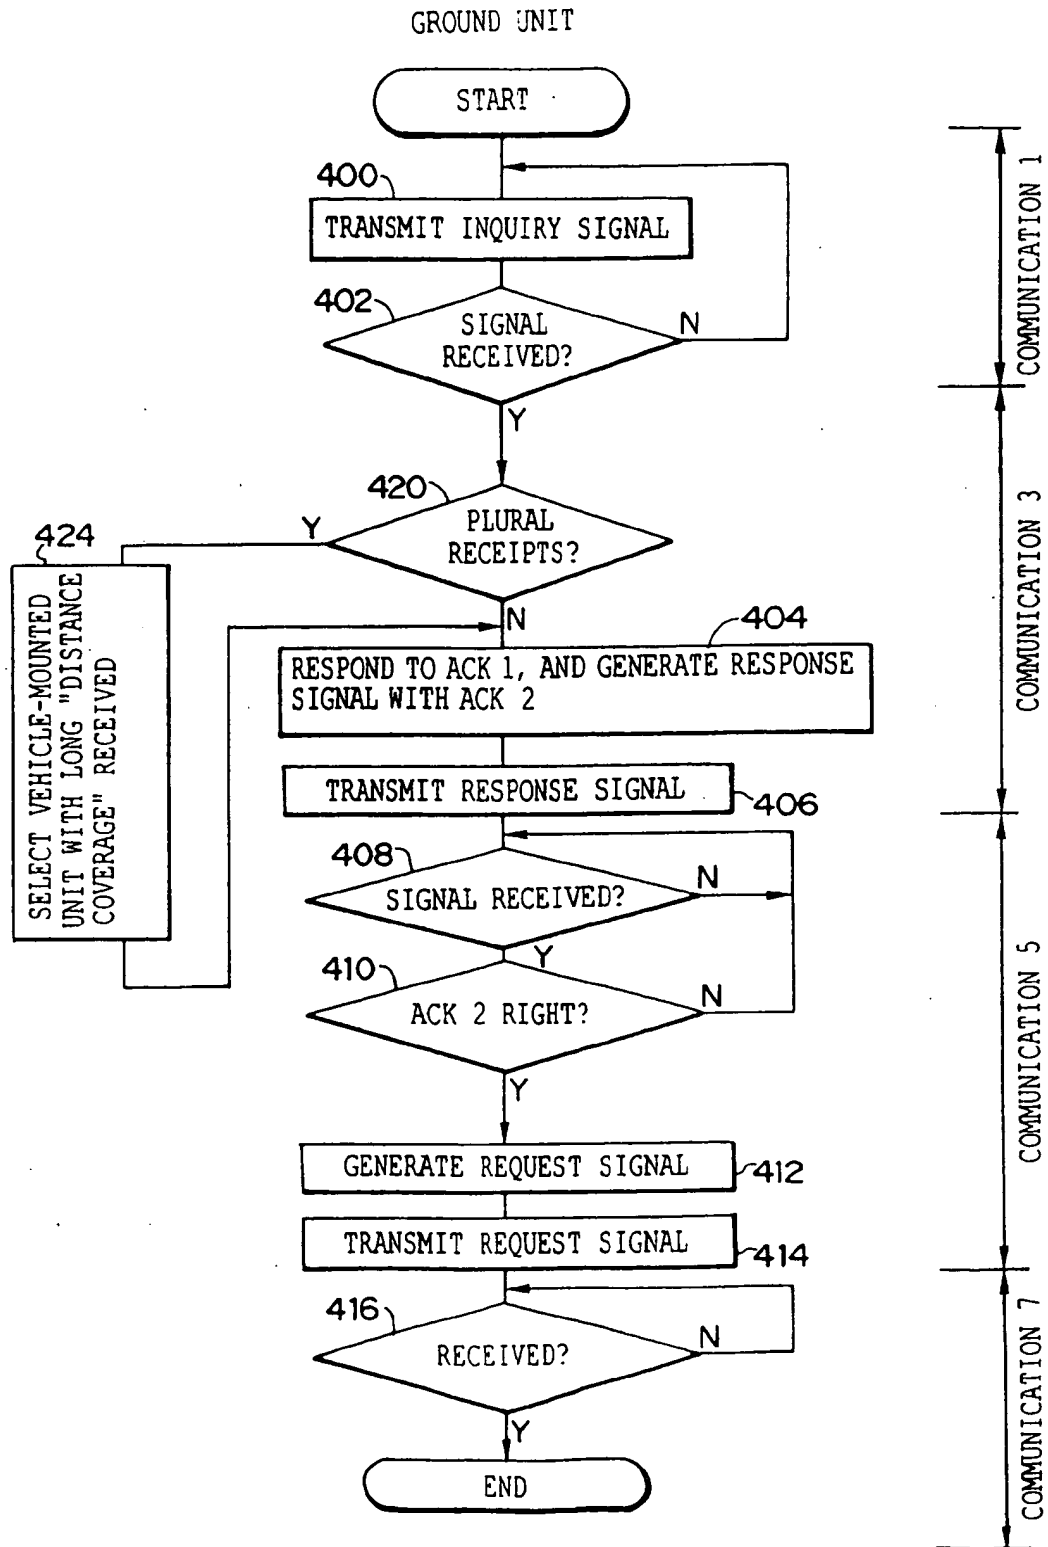 GROUND UNIT
START
400
TRANSMIT INQUIRY SIGNAL
402
SIGNAL
RECEIVED?
N
Y
COMMUNICATION 1
420
PLURAL
RECEIPTS?
Y
N
424
SELECT VEHICLE-MOUNTED
UNIT WITH LONG "DISTANCE
COVERAGE" RECEIVED
404
RESPOND TO ACK 1, AND GENERATE RESPONSE
SIGNAL WITH ACK 2
TRANSMIT RESPONSE SIGNAL
406
COMMUNICATION 3
408
SIGNAL RECEIVED?
N
Y
410
ACK 2 RIGHT?
N
Y
GENERATE REQUEST SIGNAL
412
TRANSMIT REQUEST SIGNAL
414
COMMUNICATION 5
416
RECEIVED?
N
Y
END
COMMUNICATION 7